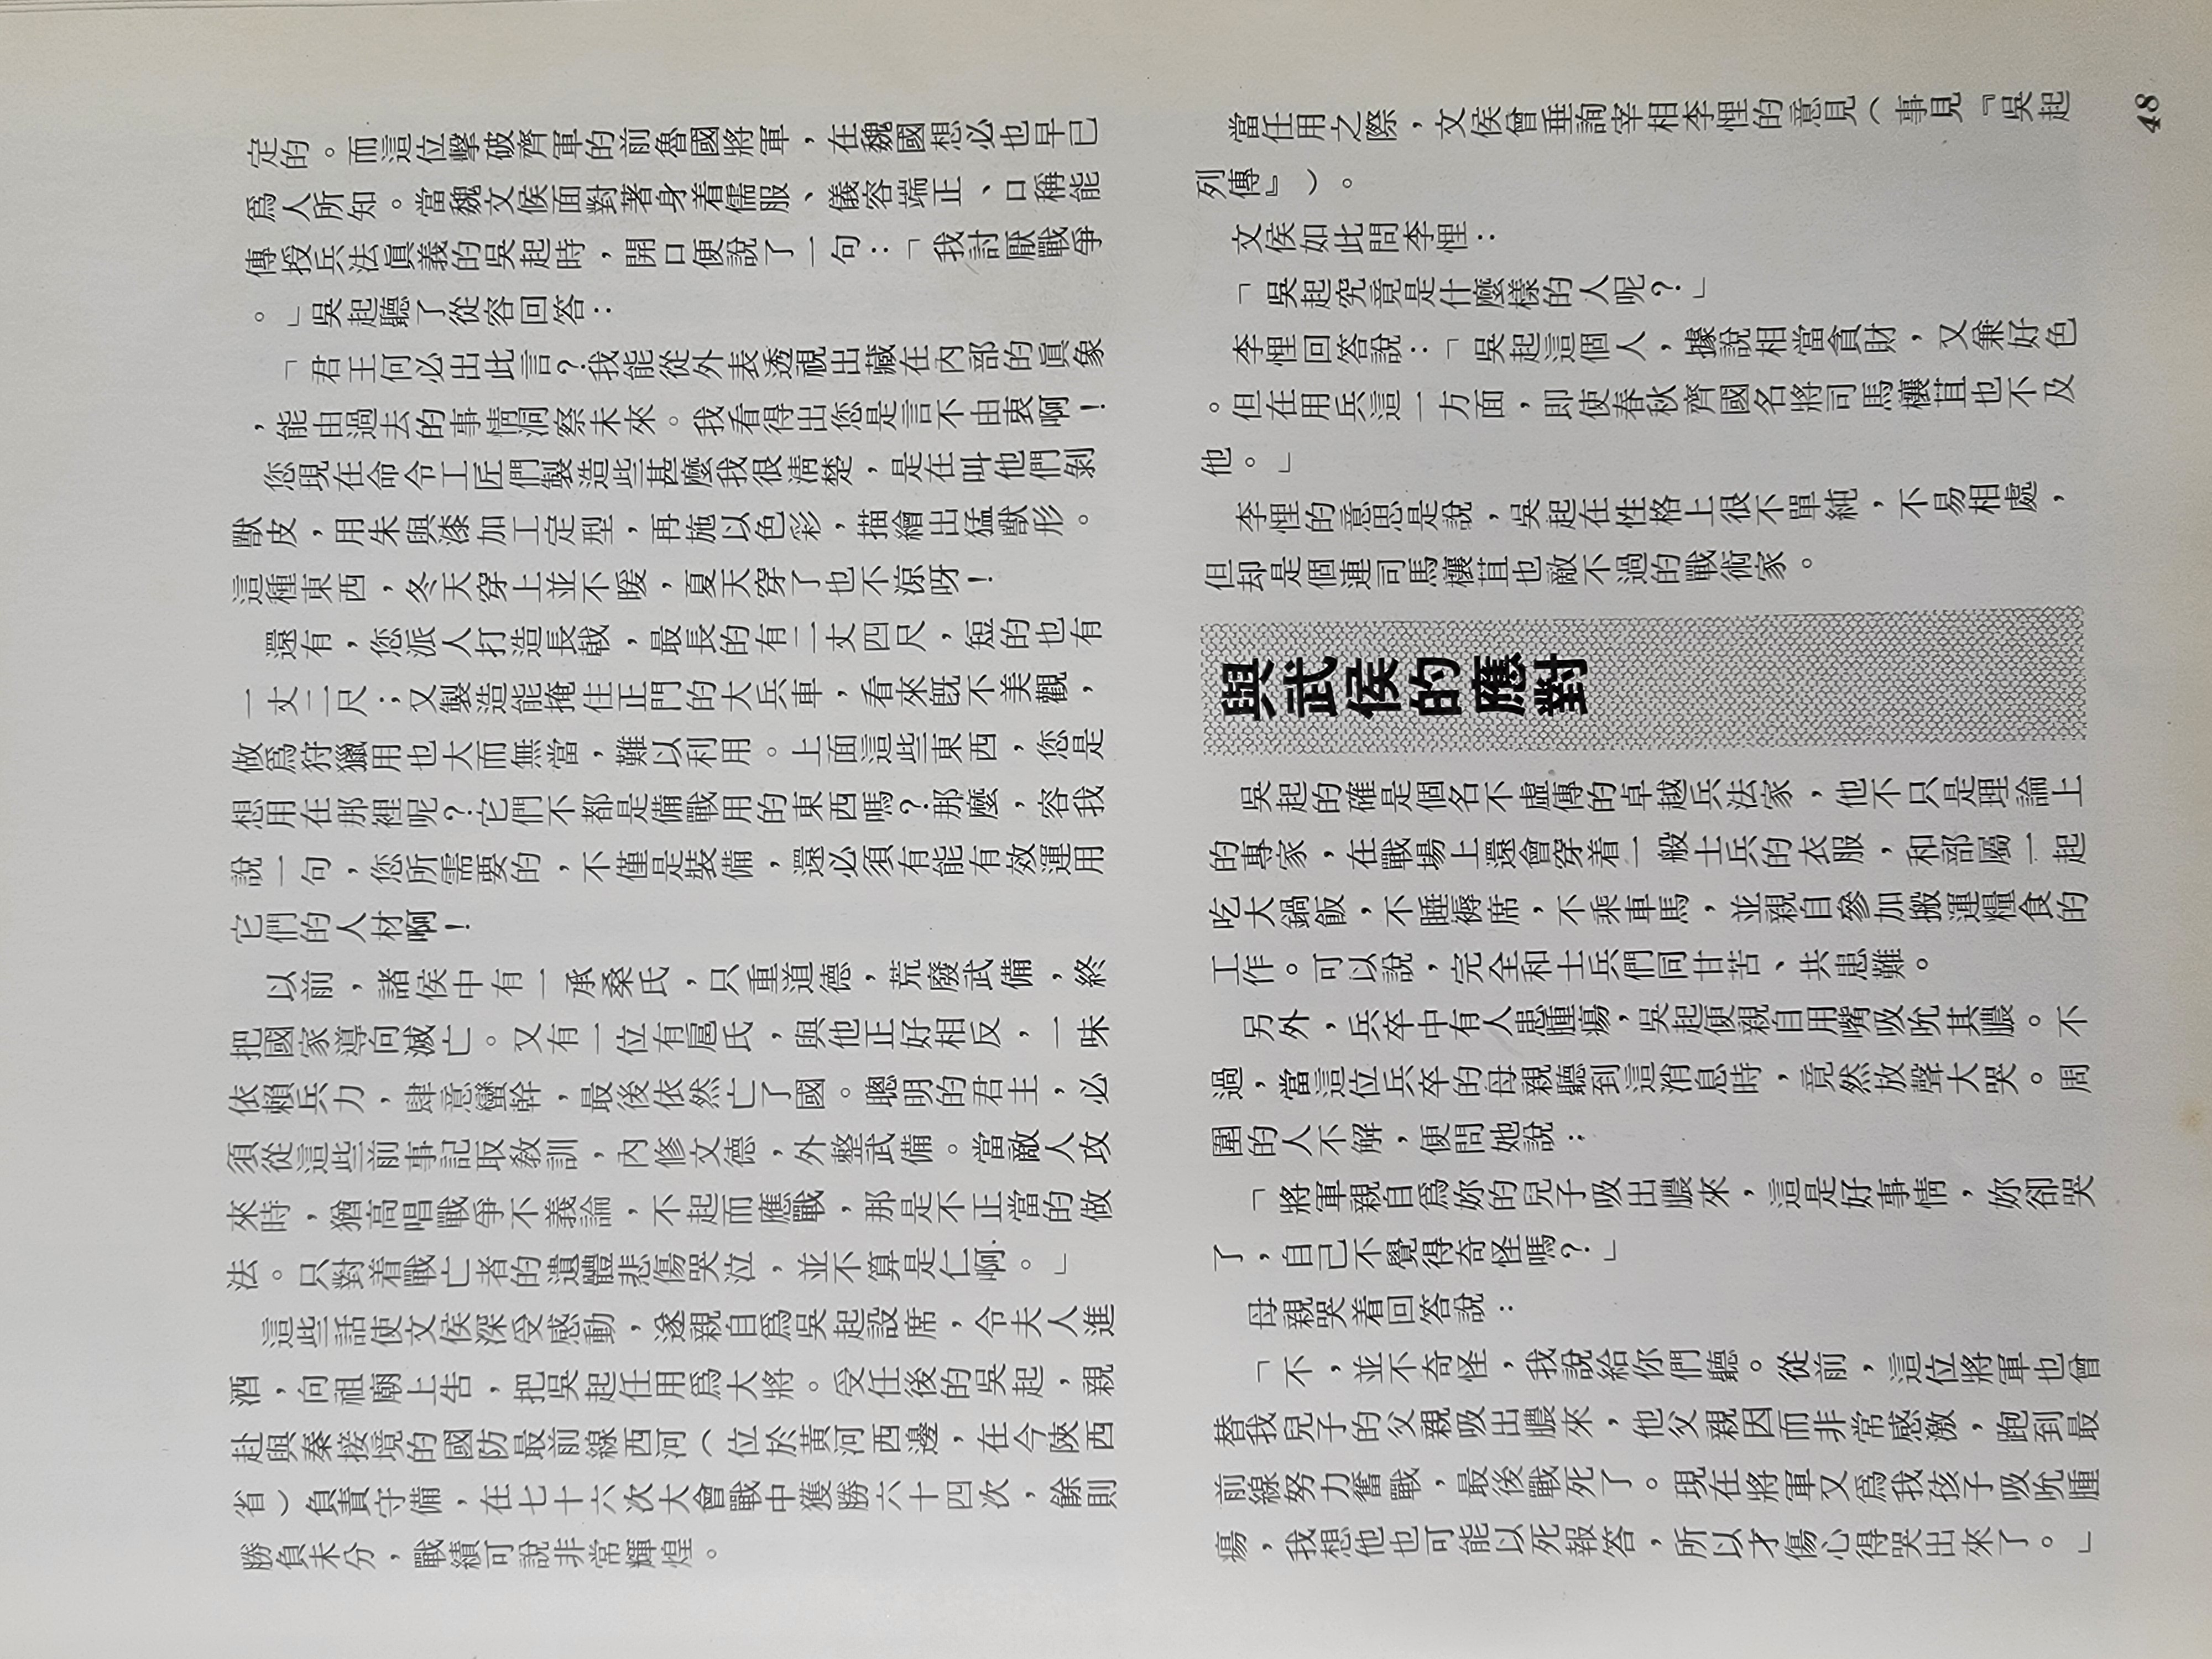 定的。而這位擊破齊軍的前魯國將軍，在魏國想必也早已
爲人所知。當魏文候面對著身着儒服、儀容端正、口稱能
傳授兵法眞義的吳起時，開口便說了一句：「我討厭戰爭
。」吳起聽了從容回答：
「君王何必出此言？我能從外表透視出藏在內部的眞象
，能由過去的事情洞察未來。我看得出您是言不由衷啊！
您現在命令工匠們製造些甚麼我很淸楚，是在叫他們剝
獸皮，用朱與漆加工定型，再施以色彩，描繪出猛獸形。
這種東西，冬天穿上並不暖，夏天穿了也不涼呀！
還有，您派人打造長戟，最長的有二丈四尺，短的也有
一丈二尺；又製造能掩住正門的大兵車，看來旣不美觀，
做爲狩獵用也大而無當，難以利用。上面這些東西，您是
想用在那裡呢？它們不都是備戰用的東西嗎？那麼，容我
說一句，您所需要的，不僅是裝備，還必須有能有效運用
它們的人材啊！
以前，諸侯中有一承桑氏，只重道德，荒廢武備，終
把國家導向滅亡。又有一位有扈氏，與他正好相反，一味
依賴兵力，肆意蠻幹，最後依然亡了國。聰明的君主，必
須從這些前事記取敎訓，內修文德，外整武備。當敵人攻
來時，猶高唱戰爭不義論，不起而應戰，那是不正當的做
法。只對着戰亡者的遺體悲傷哭泣，並不算是仁啊。」
這些話使文侯深受感動，遂親自爲吳起設席，令夫人進
酒，向祖廟上告，把吳起任用爲大將。受任後的吳起，親
赴與秦接境的國防最前線西河（位於黃河西邊，在今陝西
省）負責守備，在七十六次大會戰中獲勝六十四次，餘則
勝負未分，戰績可說非常輝煌。
當任用之際，文侯曾垂詢宰相李悝的意見（事見『吳起
列傳』）。
文侯如此問李悝：
「吳起究竟是什麼樣的人呢？」
李悝回答說：「吳起這個人，據說相當貪財，又兼好色
。但在用兵這一方面，即使春秋齊國名將司馬欀苴也不及
他。」
李悝的意思是說，吳起在性格上很不單純，不易相處，
但却是個連司馬欀苴也敵不過的戰術家。
與武侯的應對
吳起的確是個名不虛傳的卓越兵法家，他不只是理論上
的專家，在戰場上還會穿着一般士兵的衣服，和部屬一起
吃大鍋飯，不睡褥席，不乘車馬，並親自參加搬運糧食的
工作。可以說，完全和士兵們同甘苦、共患難。
另外，兵卒中有人患腫瘍，吳起便親自用嘴吸吮其膿。不
過，當這位兵卒的母親聽到這消息時，竟然放聲大哭。周
圍的人不解，便問她說：
「將軍親自爲妳的兒子吸出膿來，這是好事情，妳卻哭
了，自己不覺得奇怪嗎？」
母親哭着回答說：
「不，並不奇怪，我說給你們聽。從前，這位將軍也曾
替我兒子的父親吸出膿來，他父親因而非常感激，跑到最
前線努力奮戰，最後戰死了。現在將軍又爲我孩子吸吮腫
瘍，我想他也可能以死報答，所以才傷心得哭出來了。」
48